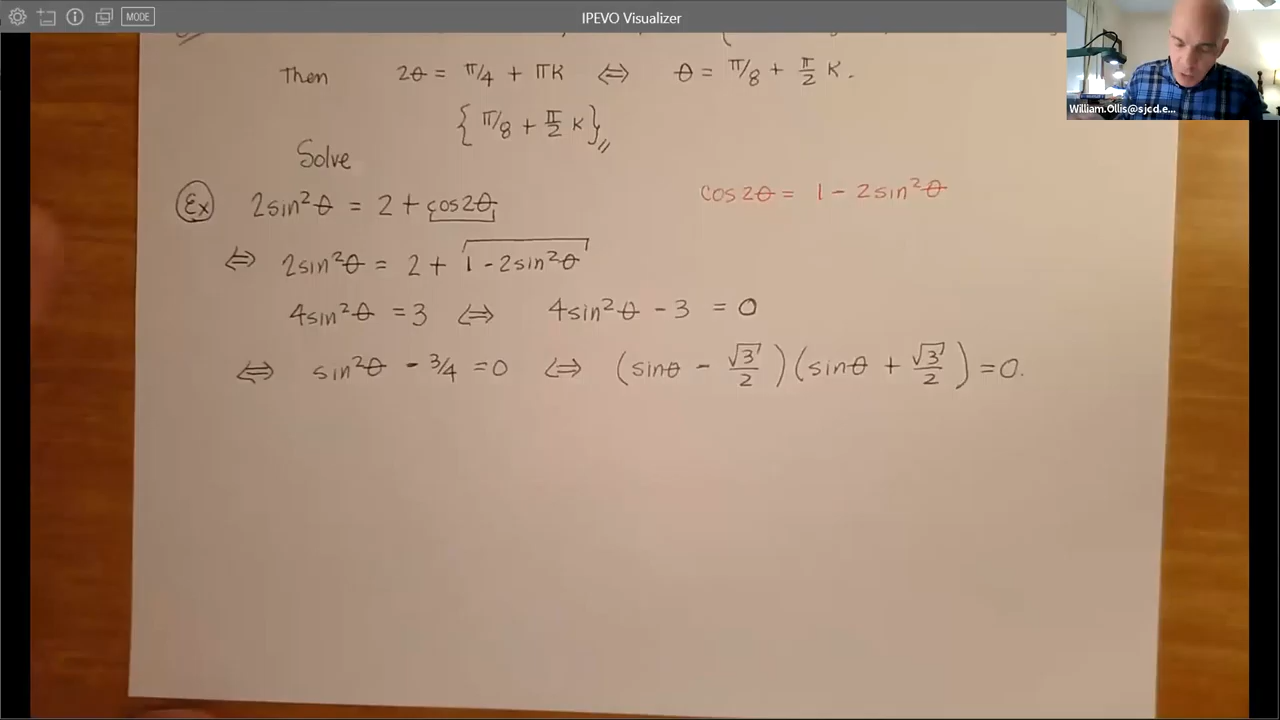 MODE
IPEVO Visualizer
William.Ollis@sjcd.e...
Then 2θ = π/4 + πK ⇔ θ = π/8 + π/2 K.
{π/8 + π/2 K}
Solve
Ex 2sin²θ = 2 + cos2θ
cos2θ = 1 - 2sin²θ
⇔ 2sin²θ = 2 + 1 - 2sin²θ
4sin²θ = 3 ⇔ 4sin²θ - 3 = 0
⇔ sin²θ - 3/4 = 0 ⇔ (sinθ - √3/2)(sinθ + √3/2) = 0.